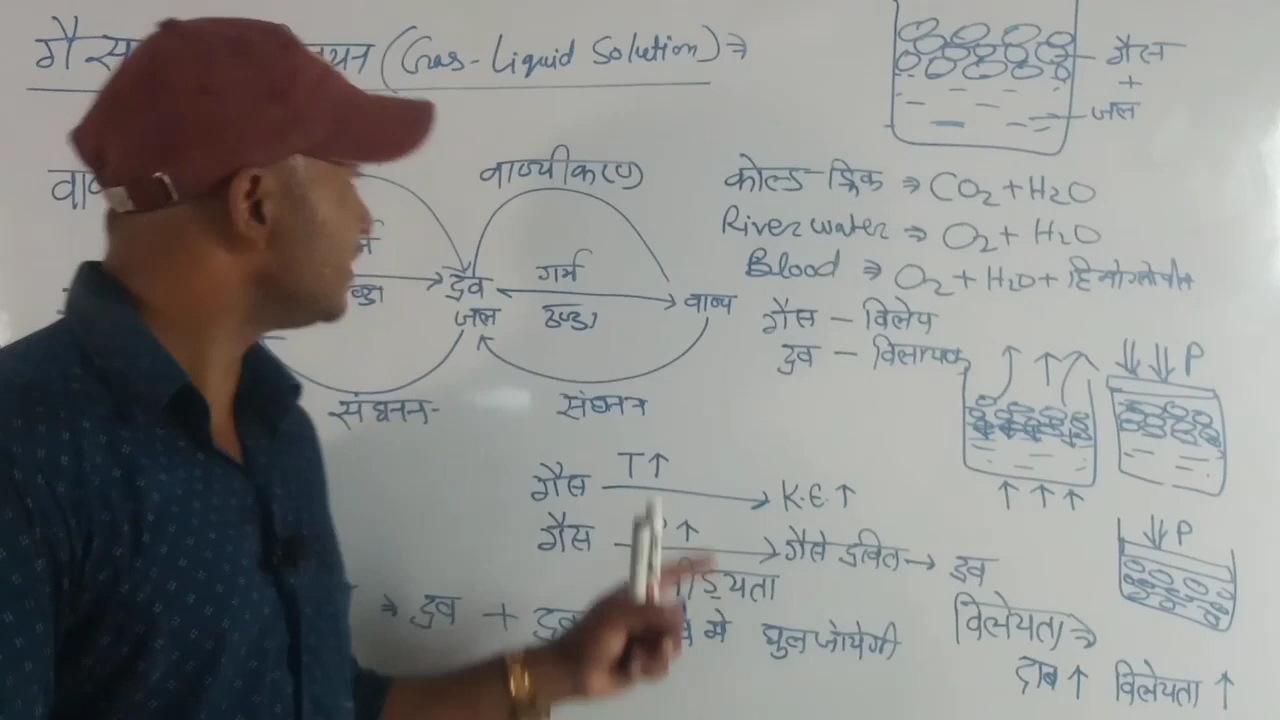 गैस (Gas-Liquid Solution) ⇒
गैस
+
जल
वाष्पीकरण
कोल्ड-ड्रिंक ⇒ CO2 + H2O
River water ⇒ O2 + H2O
Blood ⇒ O2 + H2O + हिमोग्लोबीन
द्रव गर्म वाष्प
जल ठण्डा
गैस - विलेय
द्रव - विलायक
संघनन संघनन
P
गैस T↑ K.E.↑
गैस ↑ गैसे द्रवित → द्रव
P
⇒ द्रव + द्रव में घुल जायेगी
विलेयता ⇒
दाब ↑ विलेयता ↑